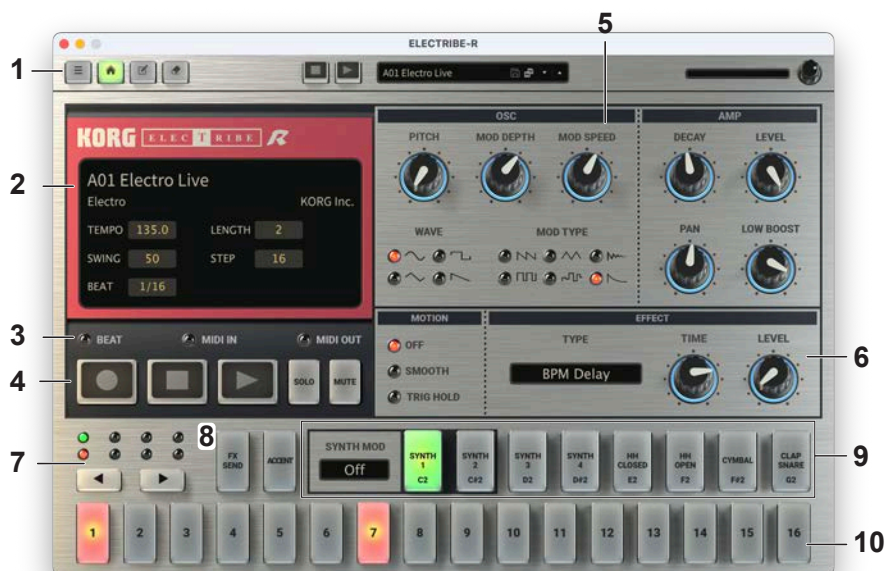 ELECTRIBE-R
5
1
A01 Electro Live
OSC
AMP
KORG ELECTRIBE R
PITCH MOD DEPTH MOD SPEED DECAY LEVEL
2
A01 Electro Live
Electro KORG Inc.
TEMPO 135.0 LENGTH 2
SWING 50 STEP 16
BEAT 1/16
WAVE MOD TYPE PAN LOW BOOST
MOTION EFFECT
3 BEAT MIDI IN MIDI OUT
OFF TYPE TIME LEVEL
6
4 SOLO MUTE
SMOOTH BPM Delay
TRIG HOLD
7
8
FX
SEND
ACCENT
SYNTH MOD
Off
SYNTH
1
C2
SYNTH
2
C#2
SYNTH
3
D2
SYNTH
4
D#2
HH
CLOSED
E2
HH
OPEN
F2
CYMBAL
F#2
CLAP
SNARE
G2
9
1 2 3 4 5 6 7 8 9 10 11 12 13 14 15 16
10